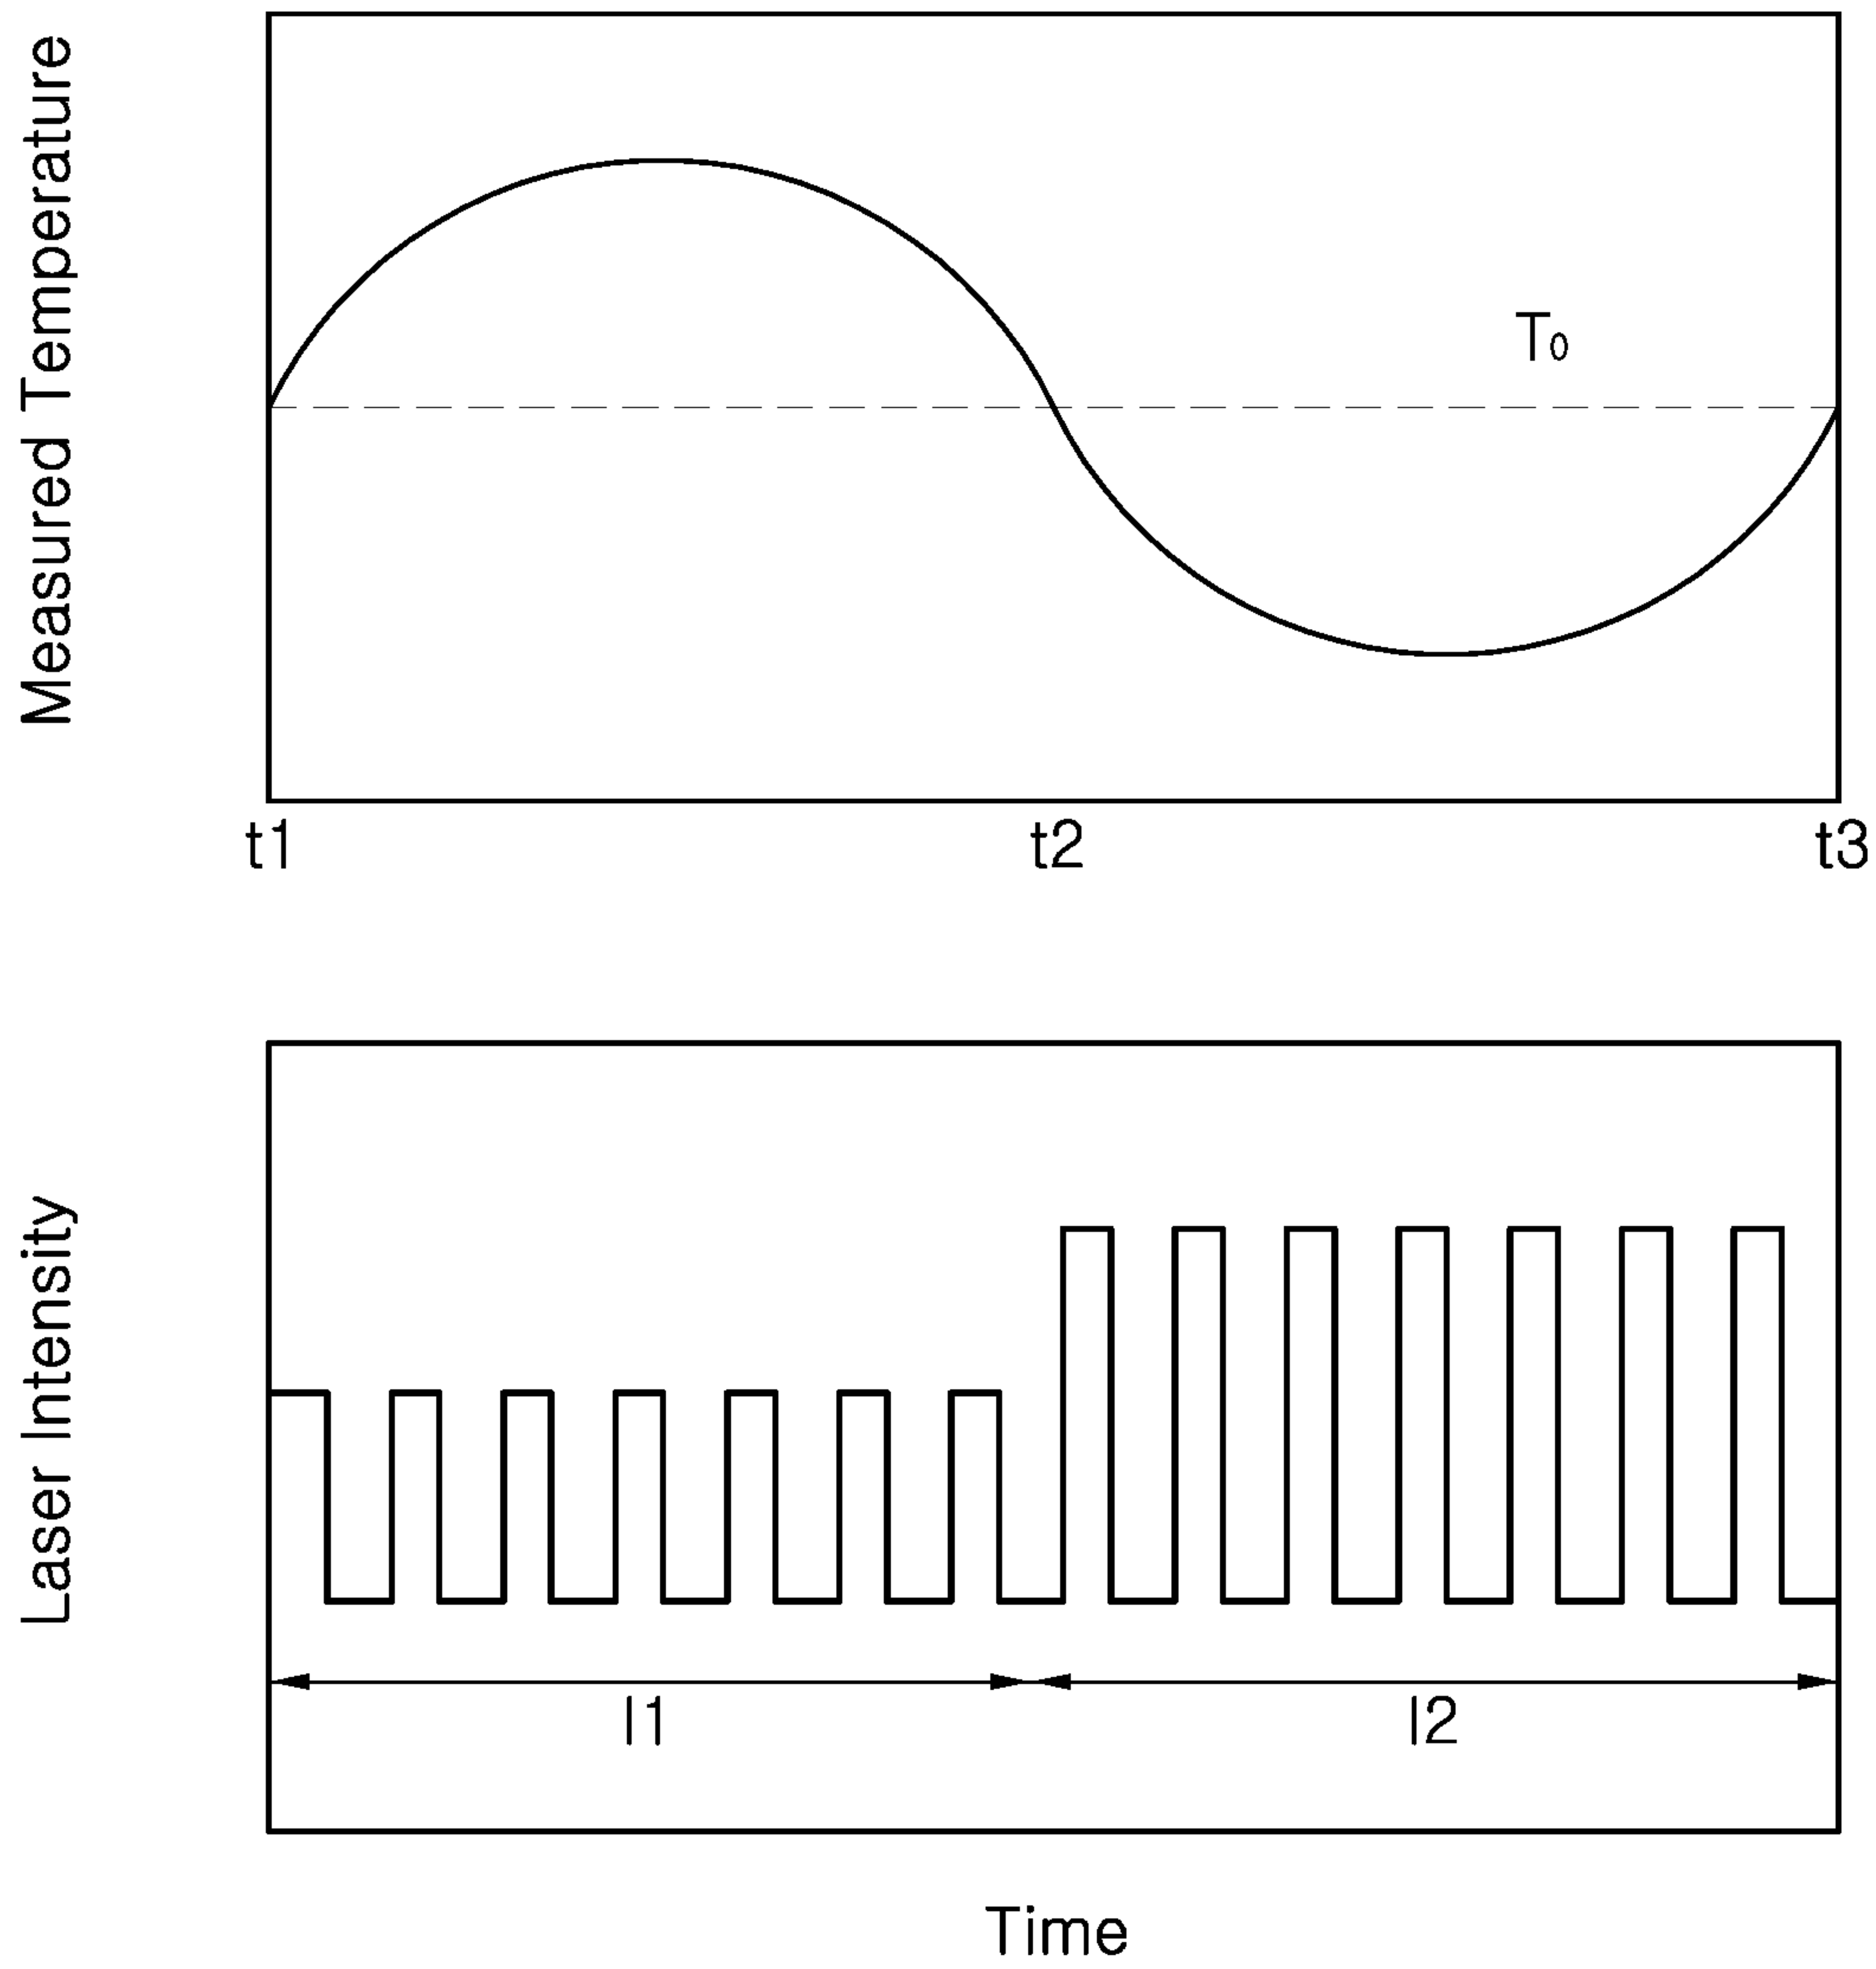 Measured Temperature
T₀
t1 t2 t3
Laser Intensity
I1 I2
Time